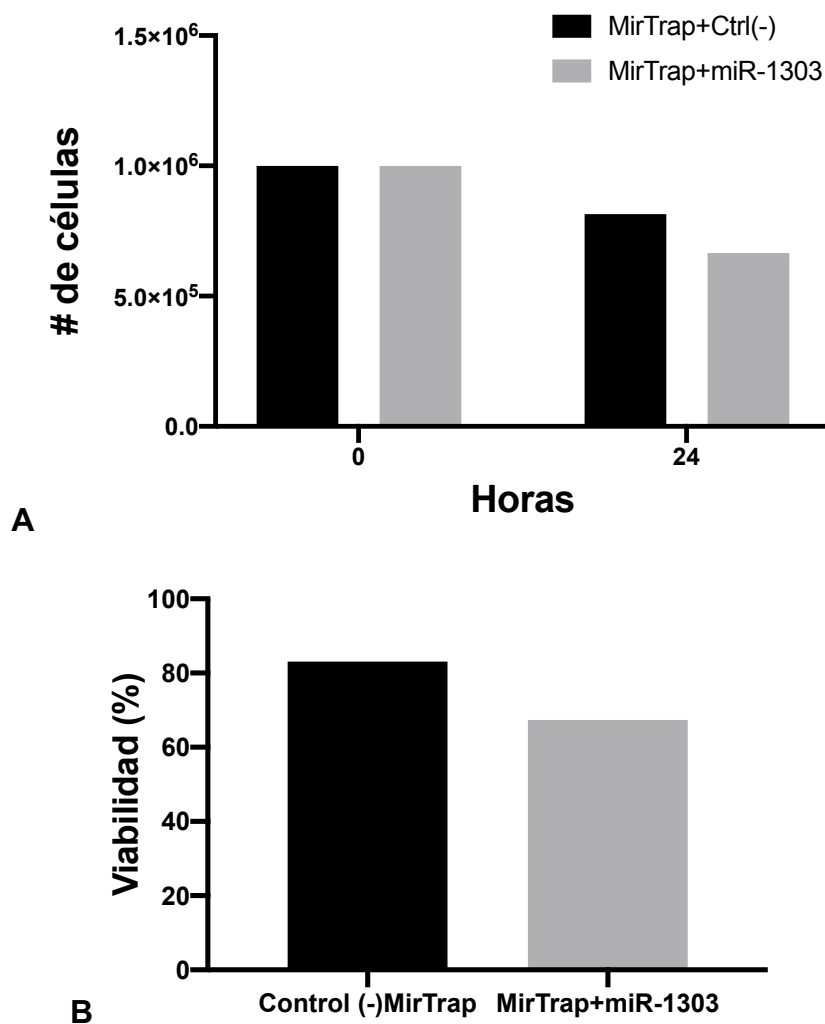 MirTrap+Ctrl(-)
MirTrap+miR-1303
1.5×10⁶
1.0×10⁶
5.0×10⁵
0.0
# de células
0 24
Horas
A
100
80
60
40
20
0
Viabilidad (%)
Control (-)MirTrap MirTrap+miR-1303
B